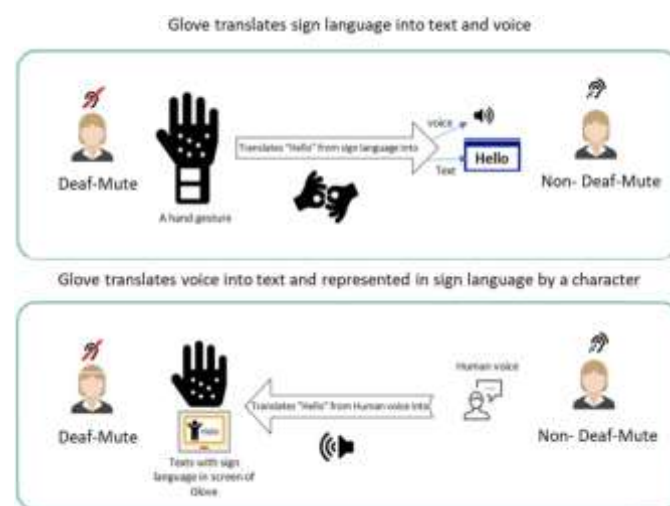 Glove translates sign language into text and voice
voice
Translates "Hello" from sign language into
Hello
Text
Deaf-Mute
Non- Deaf-Mute
A hand gesture
Glove translates voice into text and represented in sign language by a character
Human voice
Translates "Hello" from Human voice into
Deaf-Mute
Non- Deaf-Mute
Texts with sign
language in screen of
Glove